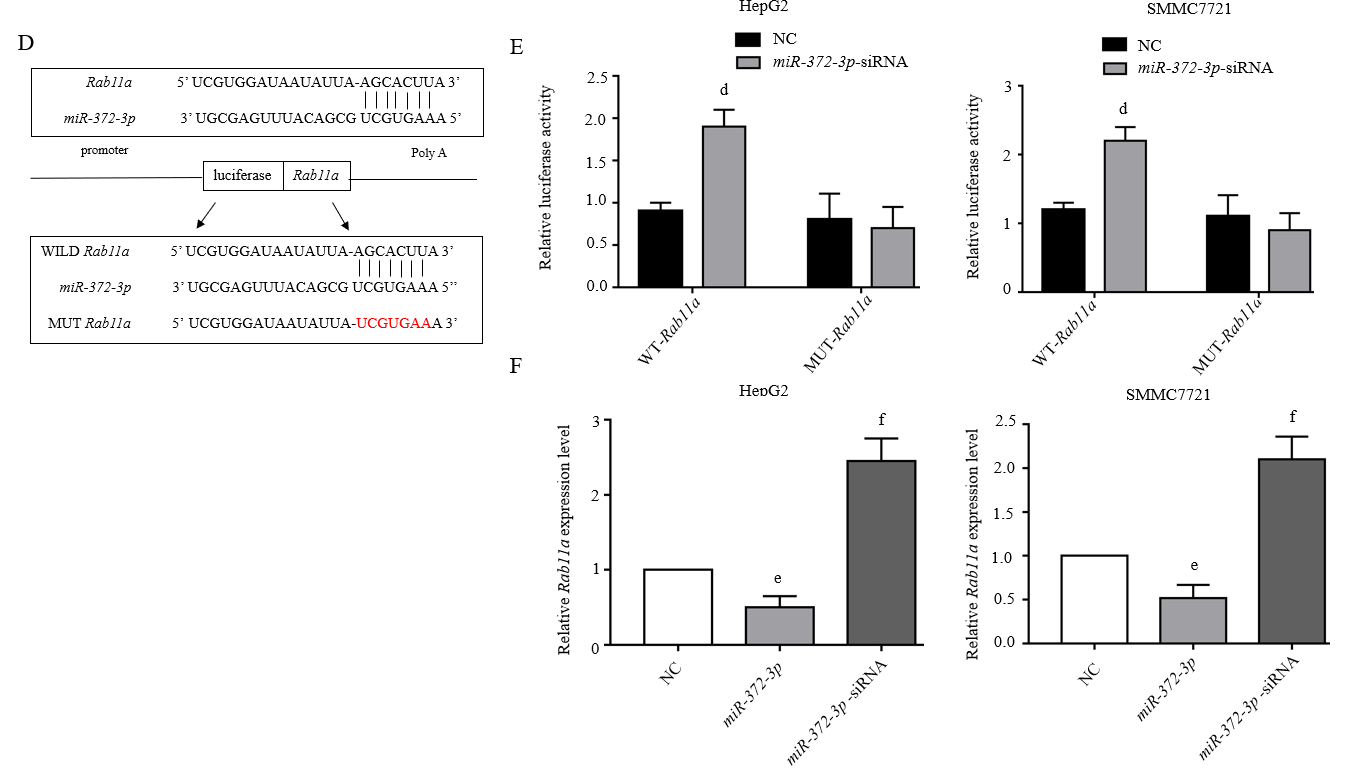 D
Rab11a 5’ UCGUGGAUAAUAUUA-AGCACUUA 3’
miR-372-3p 3’ UGCGAGUUUACAGCG UCGUGAAA 5’
promoter
Poly A
luciferase Rab11a
WILD Rab11a 5’ UCGUGGAUAAUAUUA-AGCACUUA 3’
miR-372-3p 3’ UGCGAGUUUACAGCG UCGUGAAA 5’’
MUT Rab11a 5’ UCGUGGAUAAUAUUA-UCGUGAAA 3’
E
HepG2
NC
miR-372-3p-siRNA
Relative luciferase activity
2.5
2.0
1.5
1.0
0.5
0.0
d
WT-Rab11a
MUT-Rab11a
SMMC7721
NC
miR-372-3p-siRNA
Relative luciferase activity
3
2
1
0
d
WT-Rab11a
MUT-Rab11a
F
HepG2
Relative Rab11a expression level
3
2
1
0
e
f
NC
miR-372-3p
miR-372-3p -siRNA
SMMC7721
Relative Rab11a expression level
2.5
2.0
1.5
1.0
0.5
0.0
e
f
NC
miR-372-3p
miR-372-3p -siRNA